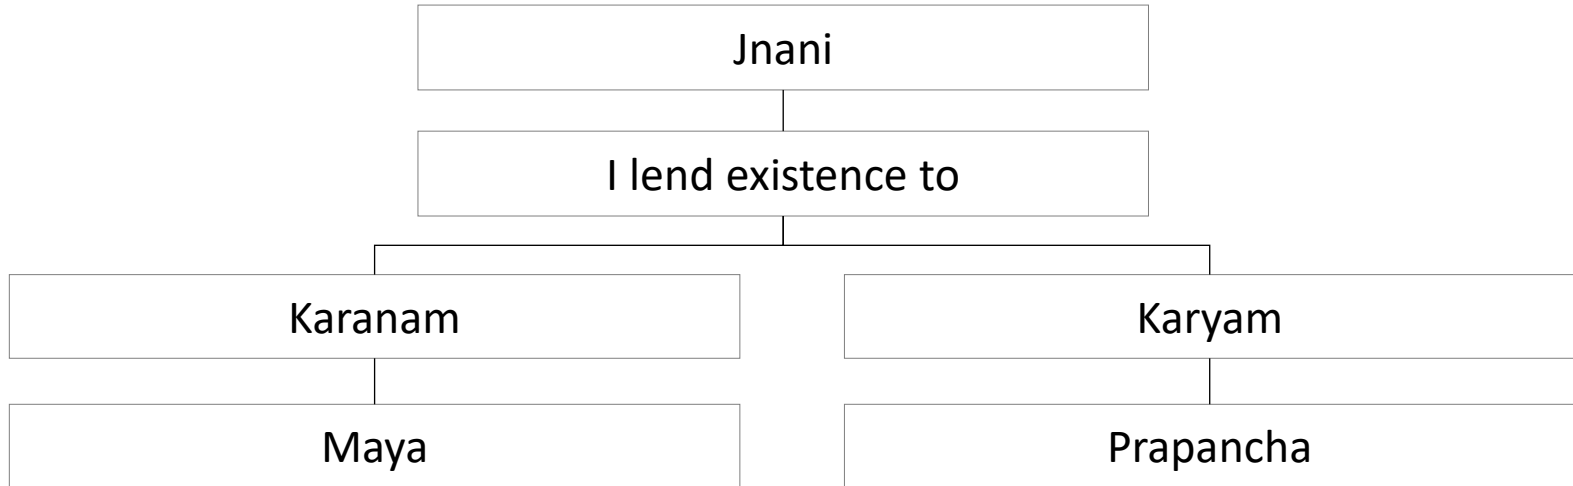 Jnani
I lend existence to
Karanam
Karyam
Maya
Prapancha